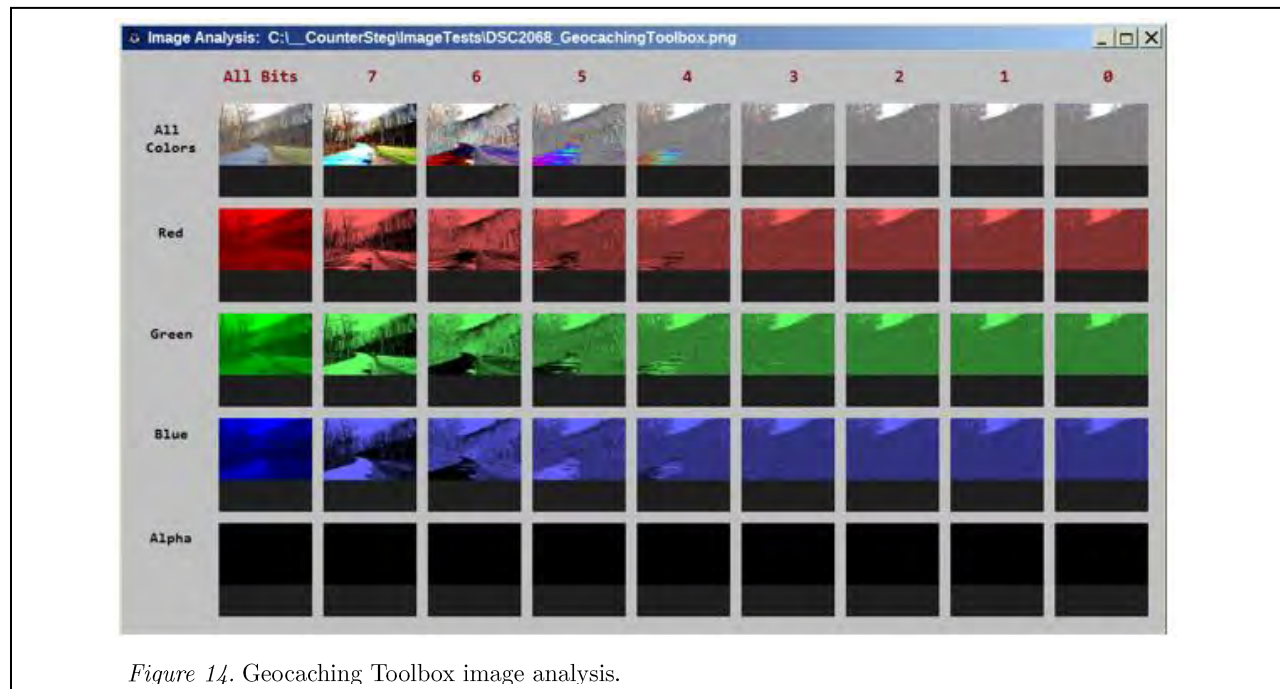 Image Analysis: C:\__CounterSteg\ImageTests\DSC2068_GeocachingToolbox.png
All Bits 7 6 5 4 3 2 1 0
All
Colors
Red
Green
Blue
Alpha
Figure 14. Geocaching Toolbox image analysis.